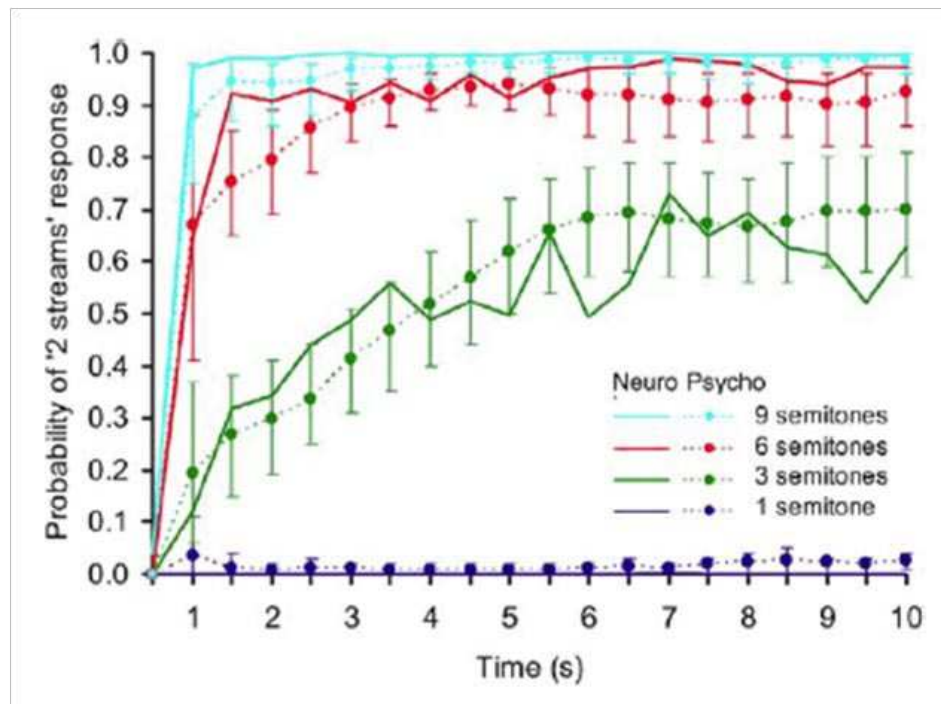 Probability of '2 streams' response
1.0
0.9
0.8
0.7
0.6
0.5
0.4
0.3
0.2
0.1
0.0
Neuro Psycho
9 semitones
6 semitones
3 semitones
1 semitone
1 2 3 4 5 6 7 8 9 10
Time (s)